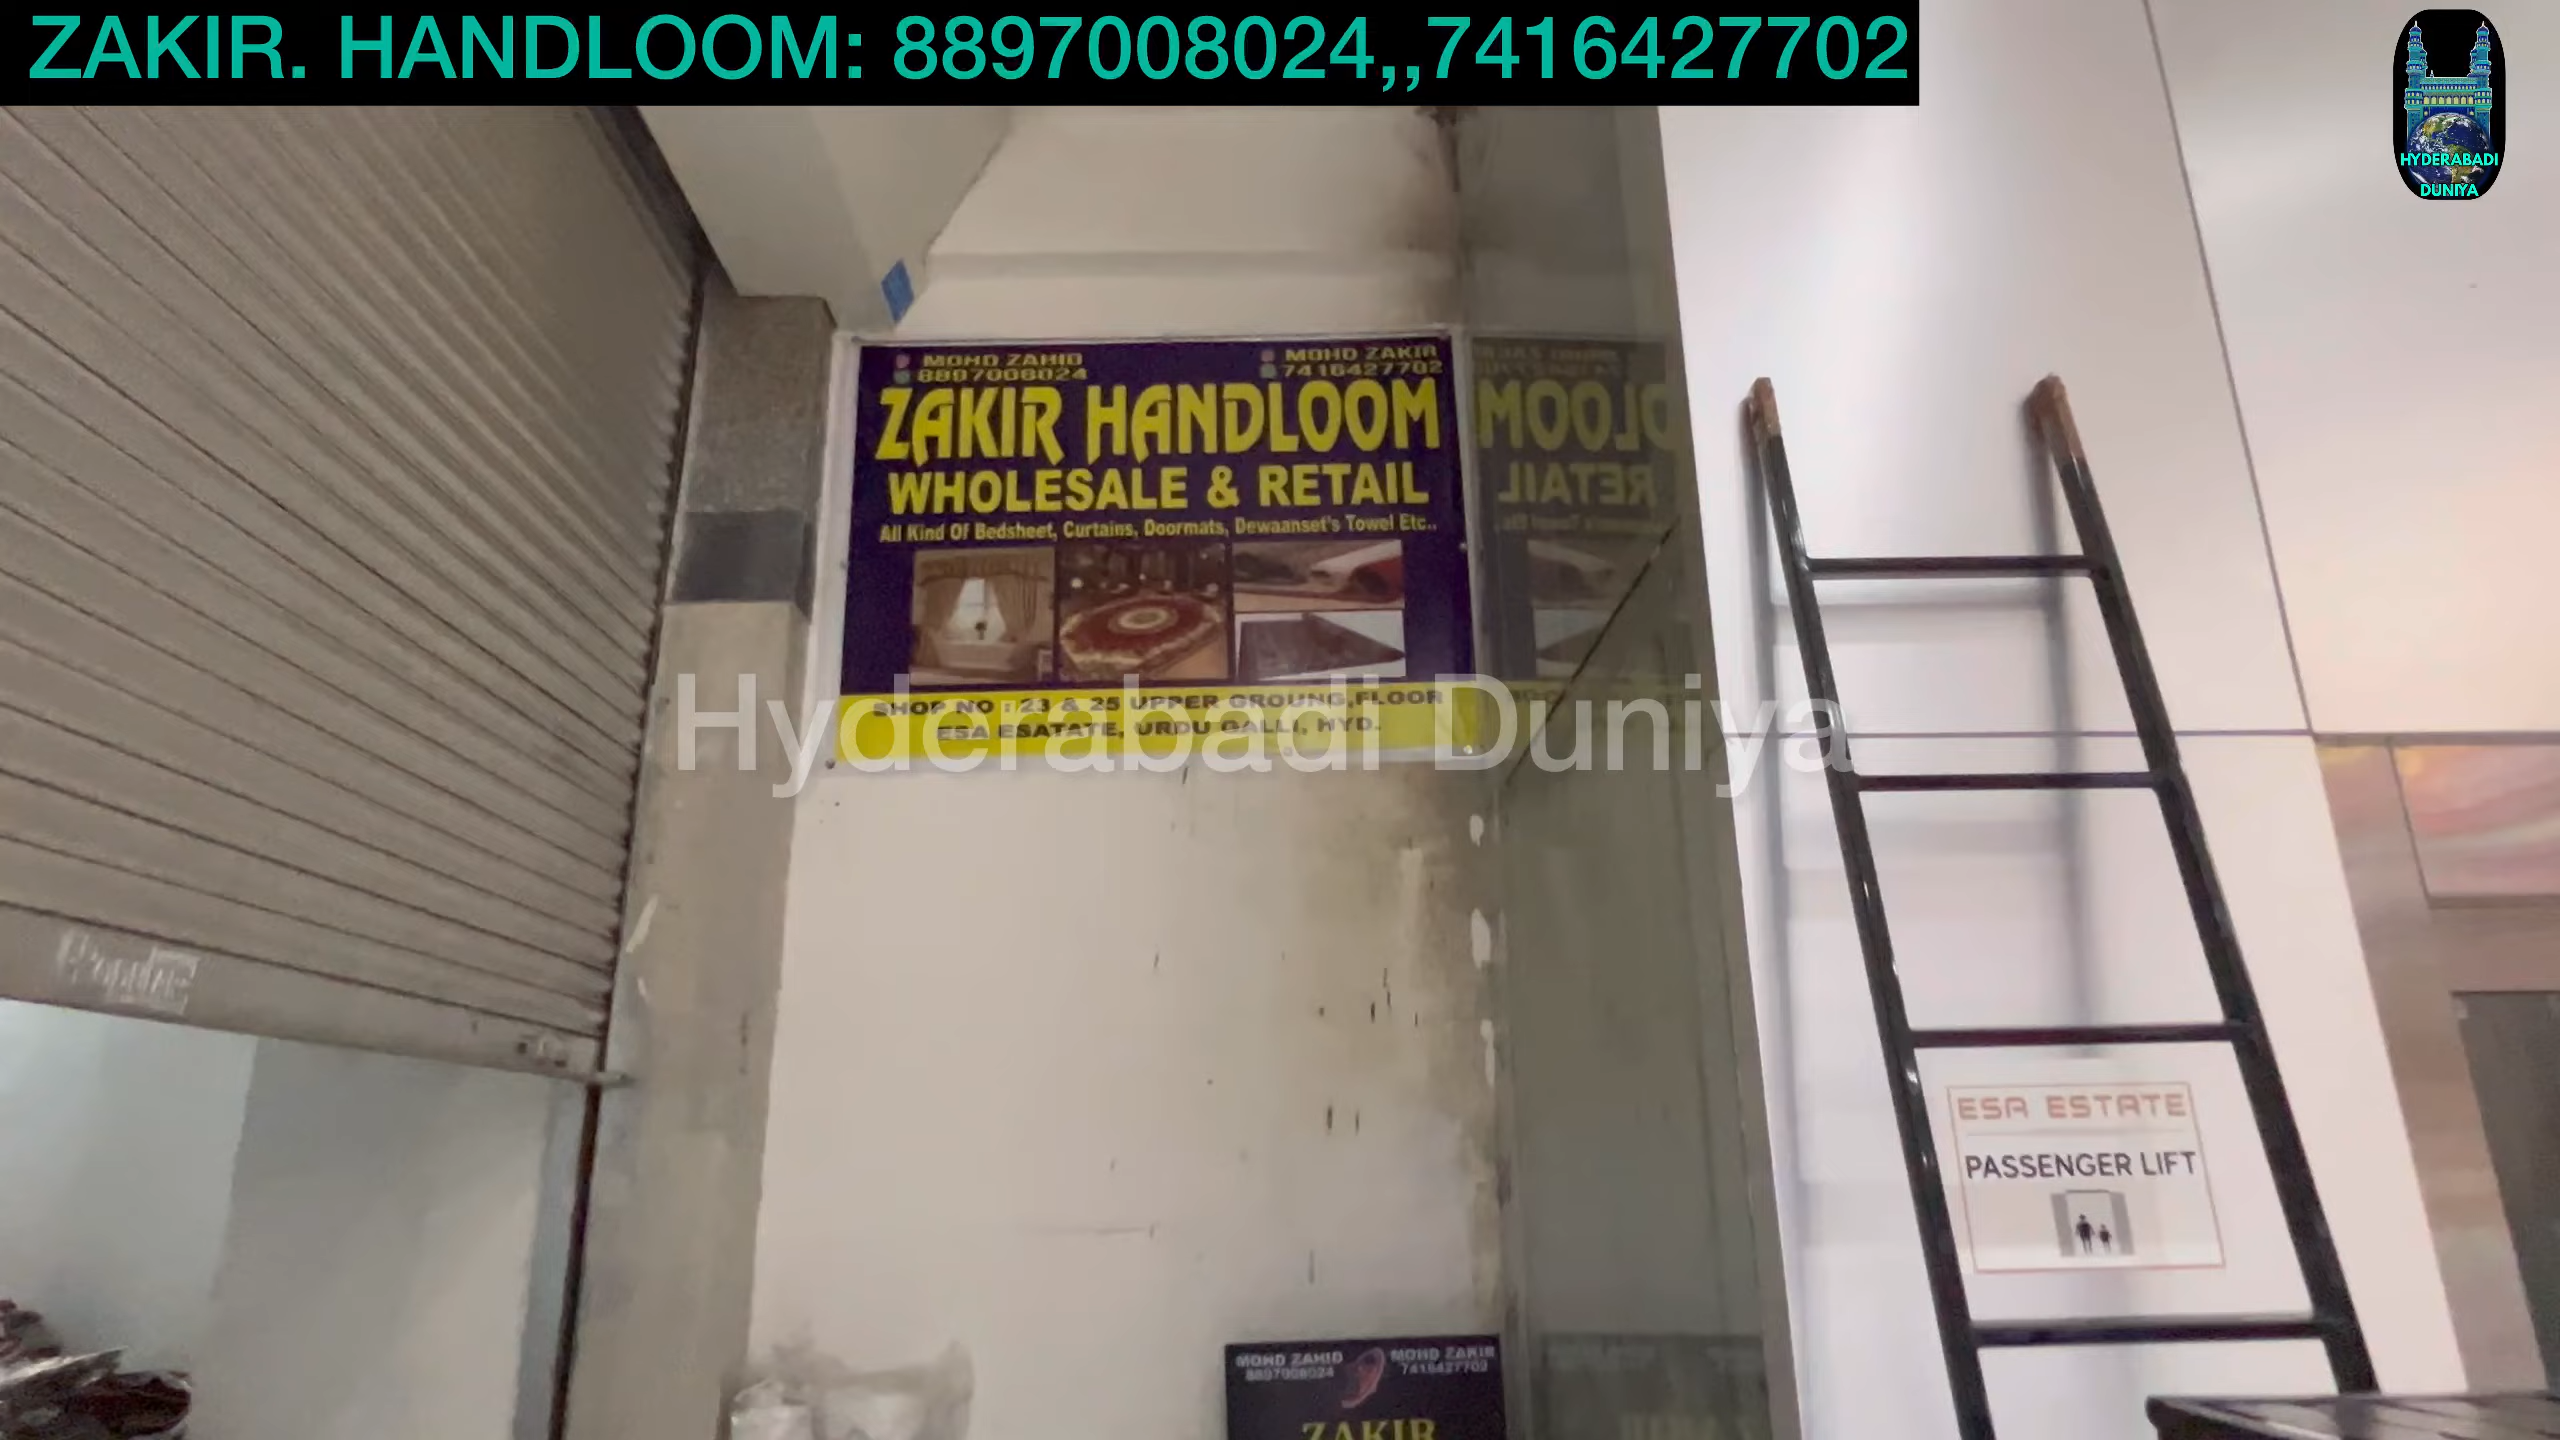 ZAKIR. HANDLOOM: 8897008024,,7416427702
HYDERABADI
DUNIYA
MOHD ZAHID
8897008024
MOHD ZAKIR
7416427702
ZAKIR HANDLOOM
WHOLESALE & RETAIL
All Kind Of Bedsheet, Curtains, Doormats, Dewaanset's Towel Etc..
SHOP NO : 23 & 25 UPPER GROUNG,FLOOR
ESA ESATATE, URDU GALLI, HYD.
Hyderabadi Duniya
ESA ESTATE
PASSENGER LIFT
MOHD ZAHID
8897008024
MOHD ZAKIR
7416427702
ZAKIR